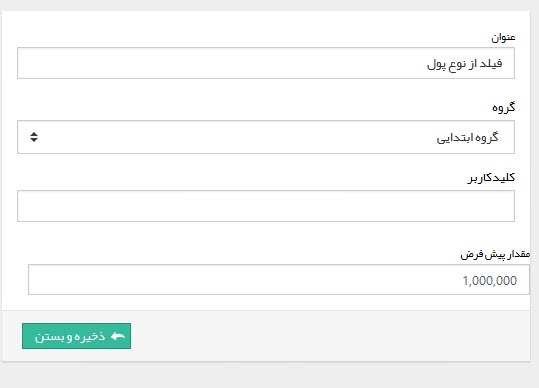 عنوان
فیلد از نوع پول
گروه
گروه ابتدایی
کلیدکاربر
مقدار پیش فرض
1,000,000
ذخیره و بستن